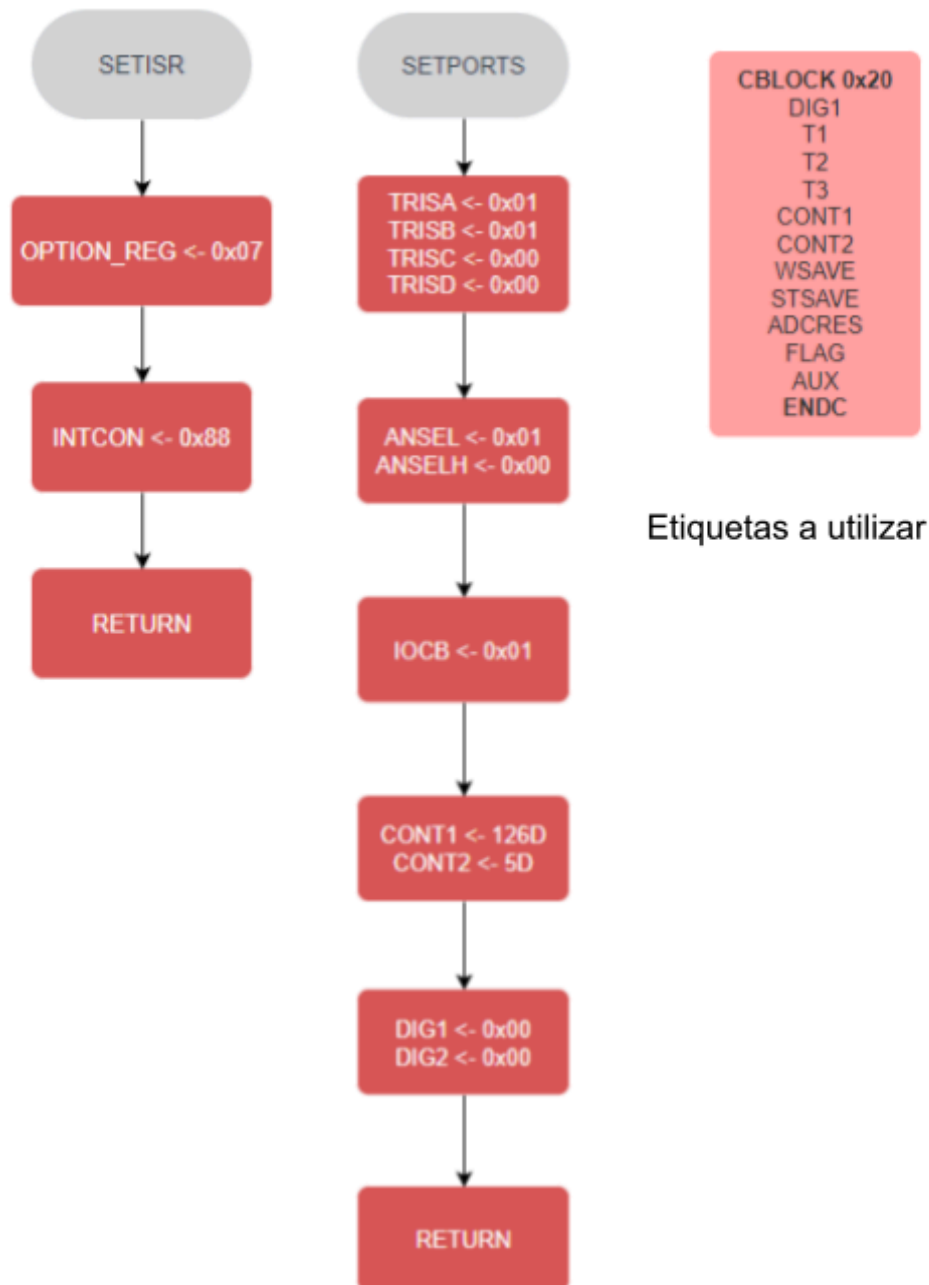 SETISR
OPTION_REG <- 0x07
INTCON <- 0x88
RETURN
SETPORTS
TRISA <- 0x01
TRISB <- 0x01
TRISC <- 0x00
TRISD <- 0x00
ANSEL <- 0x01
ANSELH <- 0x00
IOCB <- 0x01
CONT1 <- 126D
CONT2 <- 5D
DIG1 <- 0x00
DIG2 <- 0x00
RETURN
CBLOCK 0x20
DIG1
T1
T2
T3
CONT1
CONT2
WSAVE
STSAVE
ADCRES
FLAG
AUX
ENDC
Etiquetas a utilizar